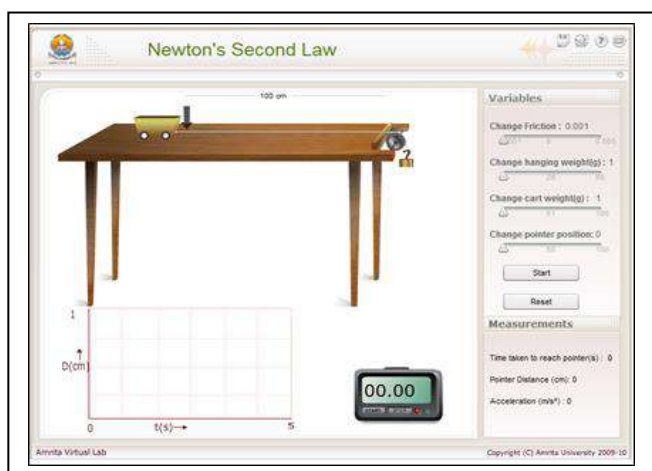 Newton's Second Law
100 cm
Variables
Change Friction : 0.001
Change hanging weight(g) : 1
Change cart weight(g) : 1
Change pointer position: 0
Start
Reset
Measurements
Time taken to reach pointer(s) : 0
Pointer Distance (cm): 0
Acceleration (m/s²) : 0
1
D(cm)
0
t(s)
5
00.00
Amrita Virtual Lab
Copyright (C) Amrita University 2009-10